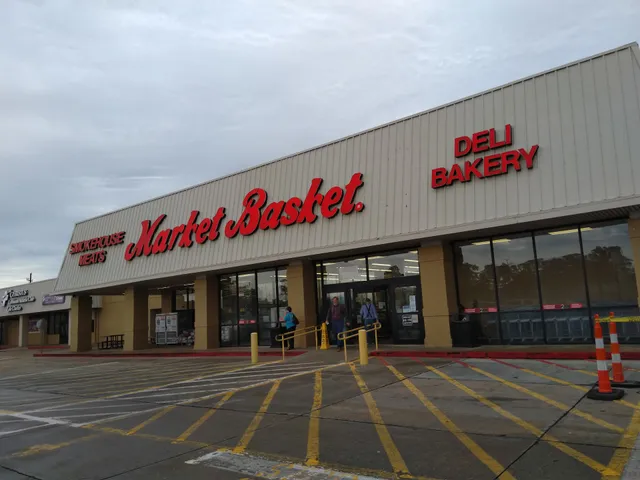 SMOKEHOUSE
MEATS
Market Basket.
DELI
BAKERY